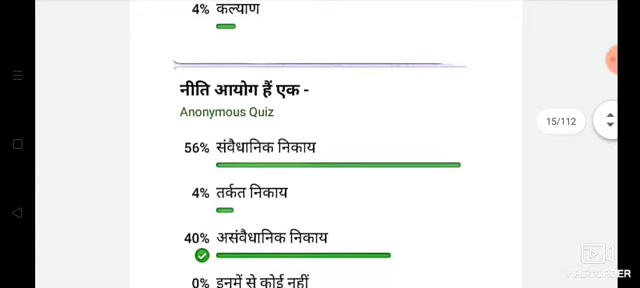 4% कल्याण
नीति आयोग हैं एक -
Anonymous Quiz
15/112
56% संवैधानिक निकाय
4% तर्कत निकाय
40% असंवैधानिक निकाय
0% इनमें से कोई नहीं